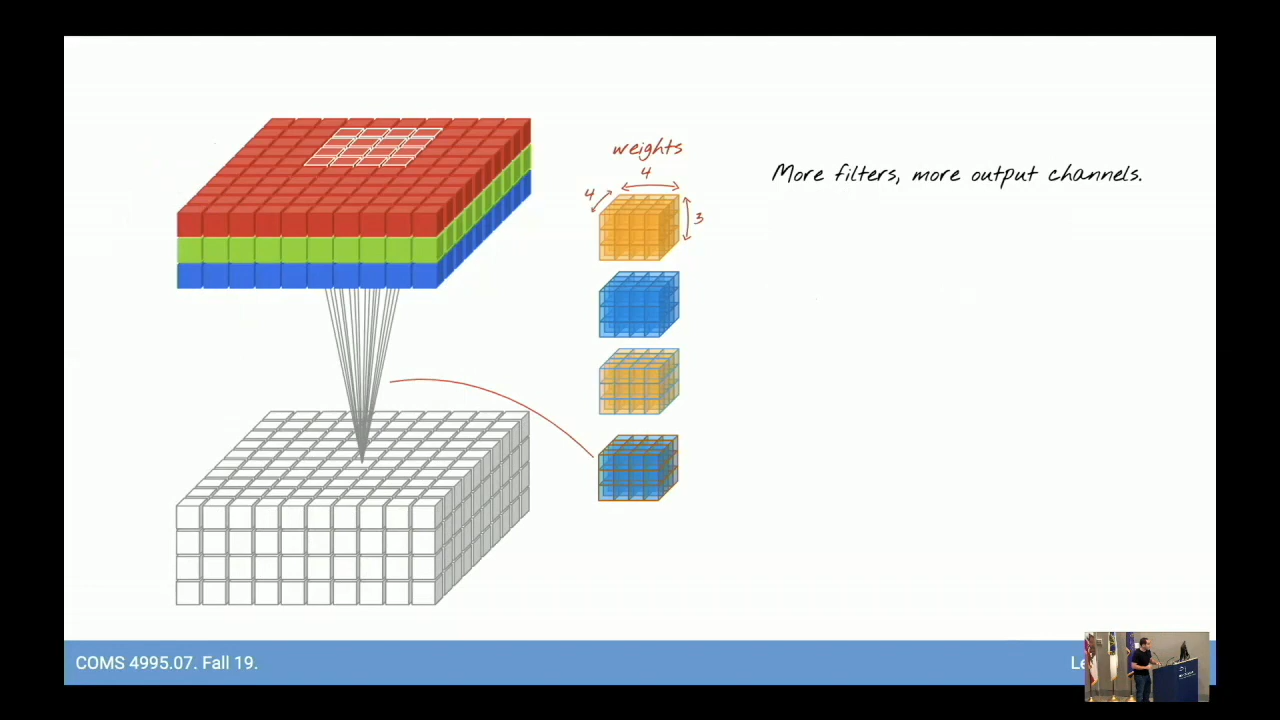 weights
4
4
3
More filters, more output channels.
COMS 4995.07. Fall 19.